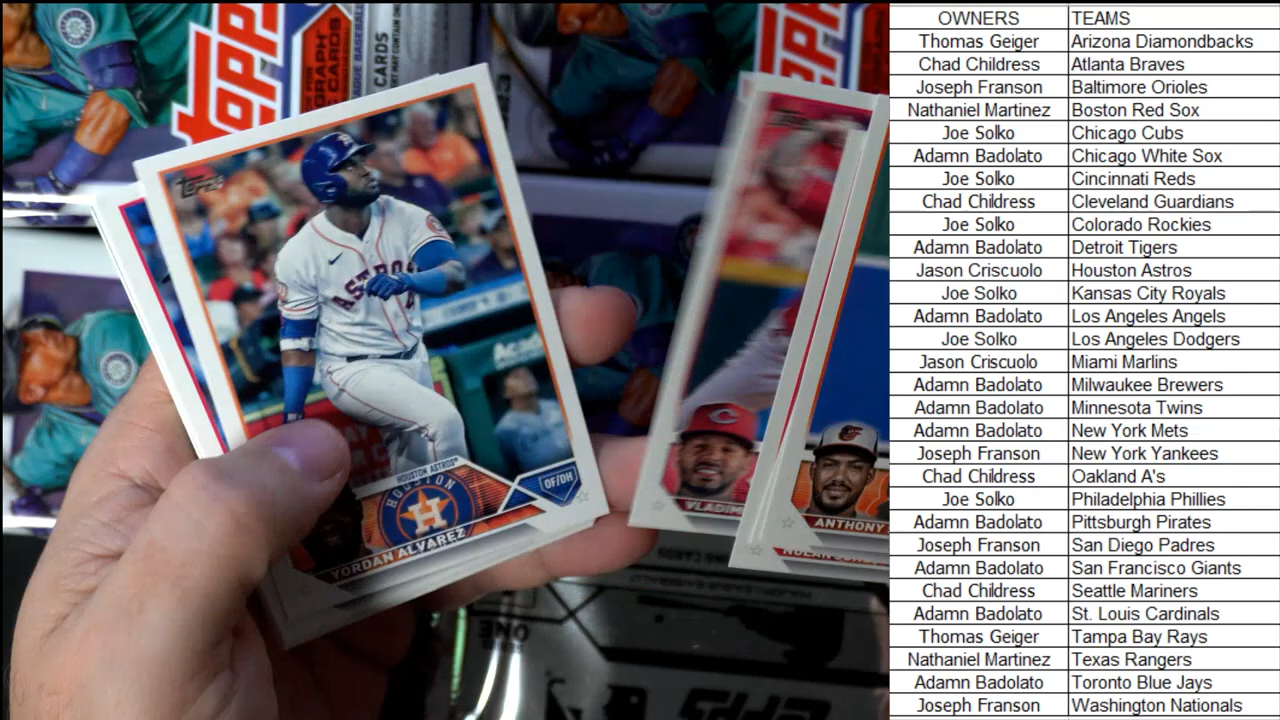 topps
GRAPH
CARDS
CARDS
Topps
ASTROS
HOUSTON ASTROS
HOUSTON
H
OF/DH
YORDAN ALVAREZ
VLADIM
ANTHONY
ONE
OWNERS TEAMS
Thomas Geiger Arizona Diamondbacks
Chad Childress Atlanta Braves
Joseph Franson Baltimore Orioles
Nathaniel Martinez Boston Red Sox
Joe Solko Chicago Cubs
Adamn Badolato Chicago White Sox
Joe Solko Cincinnati Reds
Chad Childress Cleveland Guardians
Joe Solko Colorado Rockies
Adamn Badolato Detroit Tigers
Jason Criscuolo Houston Astros
Joe Solko Kansas City Royals
Adamn Badolato Los Angeles Angels
Joe Solko Los Angeles Dodgers
Jason Criscuolo Miami Marlins
Adamn Badolato Milwaukee Brewers
Adamn Badolato Minnesota Twins
Adamn Badolato New York Mets
Joseph Franson New York Yankees
Chad Childress Oakland A's
Joe Solko Philadelphia Phillies
Adamn Badolato Pittsburgh Pirates
Joseph Franson San Diego Padres
Adamn Badolato San Francisco Giants
Chad Childress Seattle Mariners
Adamn Badolato St. Louis Cardinals
Thomas Geiger Tampa Bay Rays
Nathaniel Martinez Texas Rangers
Adamn Badolato Toronto Blue Jays
Joseph Franson Washington Nationals